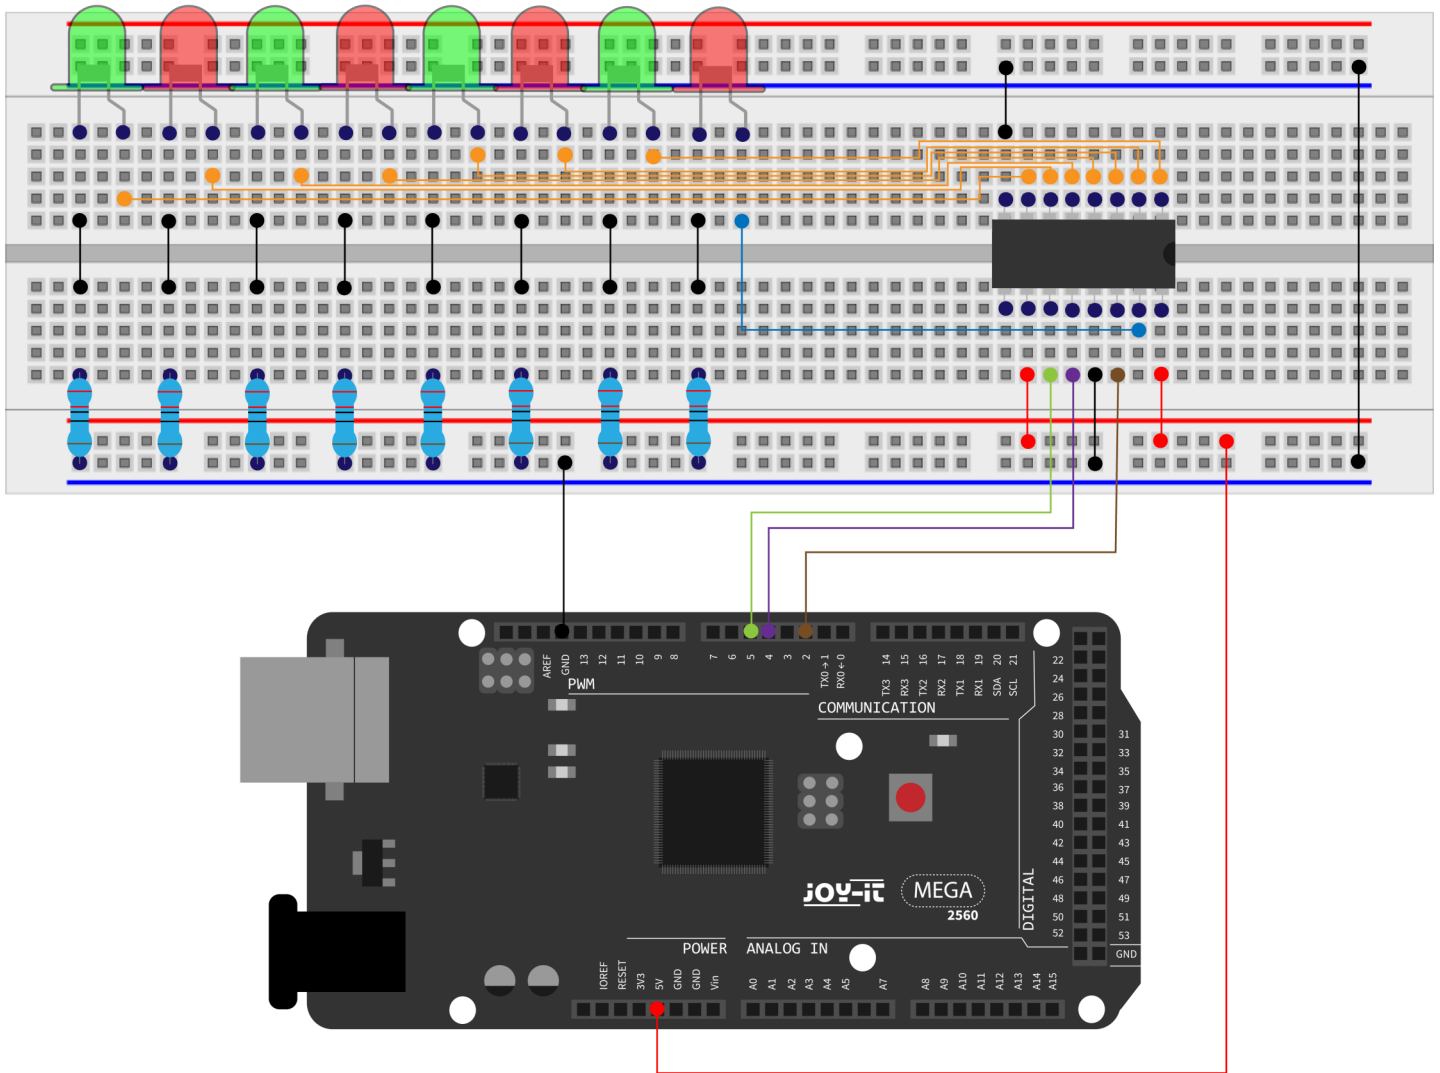 AREF
GND
13
12
11
10
9
8
7
6
5
4
3
2
TX0→1
RX0←0
TX3 14
RX3 15
TX2 16
RX2 17
TX1 18
RX1 19
SDA 20
SCL 21
PWM
COMMUNICATION
22
24
26
28
30 31
32 33
34 35
36 37
38 39
40 41
42 43
44 45
46 47
48 49
50 51
52 53
GND
DIGITAL
JOY-iT MEGA
2560
POWER ANALOG IN
IOREF
RESET
3V3
5V
GND
GND
Vin
A0
A1
A2
A3
A4
A5
A7
A8
A9
A10
A11
A12
A13
A14
A15